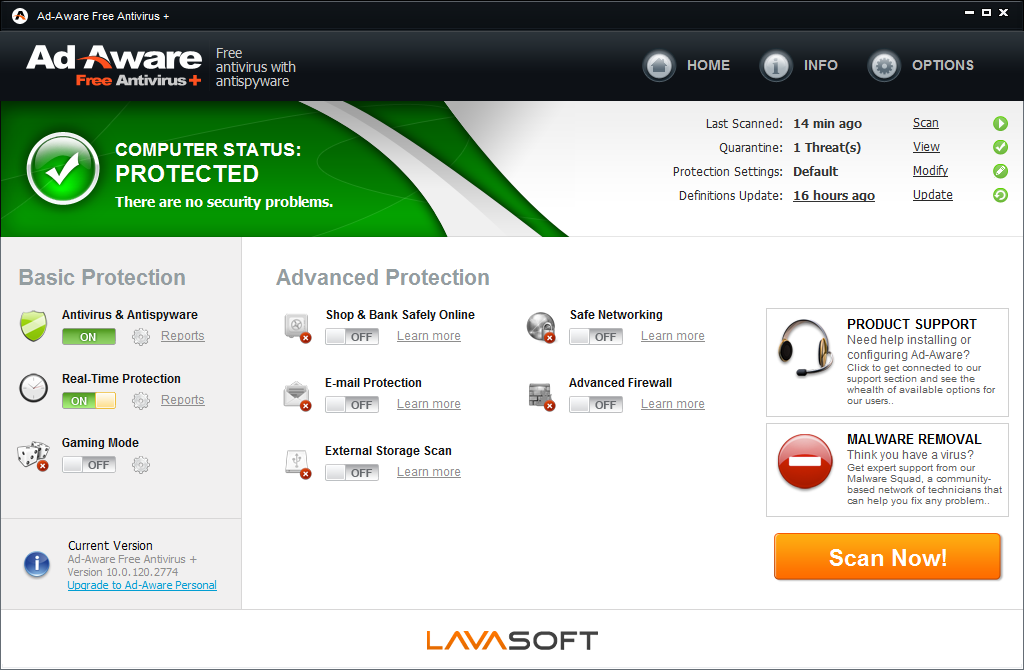 Ad-Aware Free Antivirus +
Ad-Aware
Free Antivirus+
Free
antivirus with
antispyware
HOME
INFO
OPTIONS
COMPUTER STATUS:
PROTECTED
There are no security problems.
Last Scanned: 14 min ago Scan
Quarantine: 1 Threat(s) View
Protection Settings: Default Modify
Definitions Update: 16 hours ago Update
Basic Protection
Antivirus & Antispyware
ON Reports
Real-Time Protection
ON Reports
Gaming Mode
OFF
Advanced Protection
Shop & Bank Safely Online
OFF Learn more
Safe Networking
OFF Learn more
E-mail Protection
OFF Learn more
Advanced Firewall
OFF Learn more
External Storage Scan
OFF Learn more
PRODUCT SUPPORT
Need help installing or
configuring Ad-Aware?
Click to get connected to our
support section and see the
whealth of available options for
our users..
MALWARE REMOVAL
Think you have a virus?
Get expert support from our
Malware Squad, a community-
based network of technicians that
can help you fix any problem..
Scan Now!
Current Version
Ad-Aware Free Antivirus +
Version 10.0.120.2774
Upgrade to Ad-Aware Personal
LAVASOFT